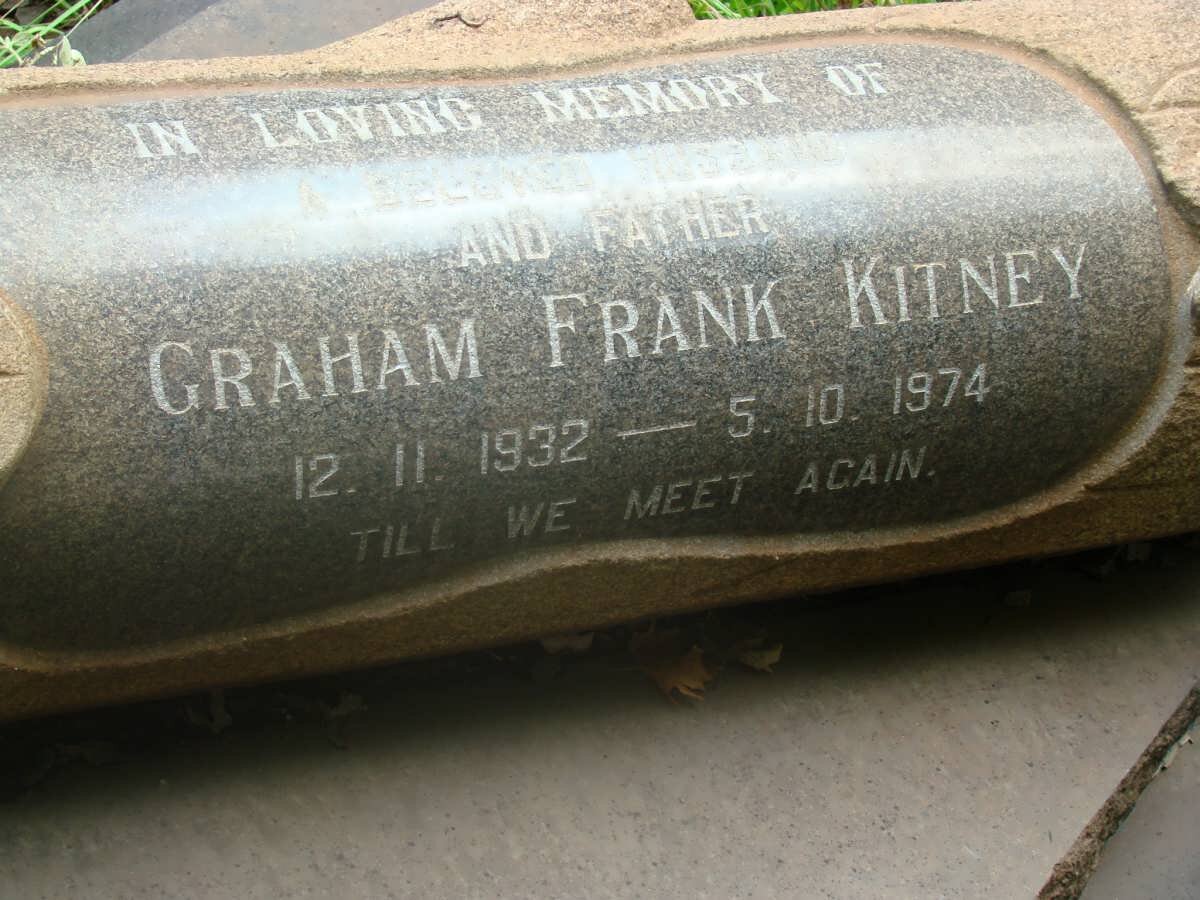 IN LOVING MEMORY OF
A BELOVED HUSBAND
AND FATHER
GRAHAM FRANK KITNEY
12. 11. 1932 — 5. 10. 1974
TILL WE MEET AGAIN.